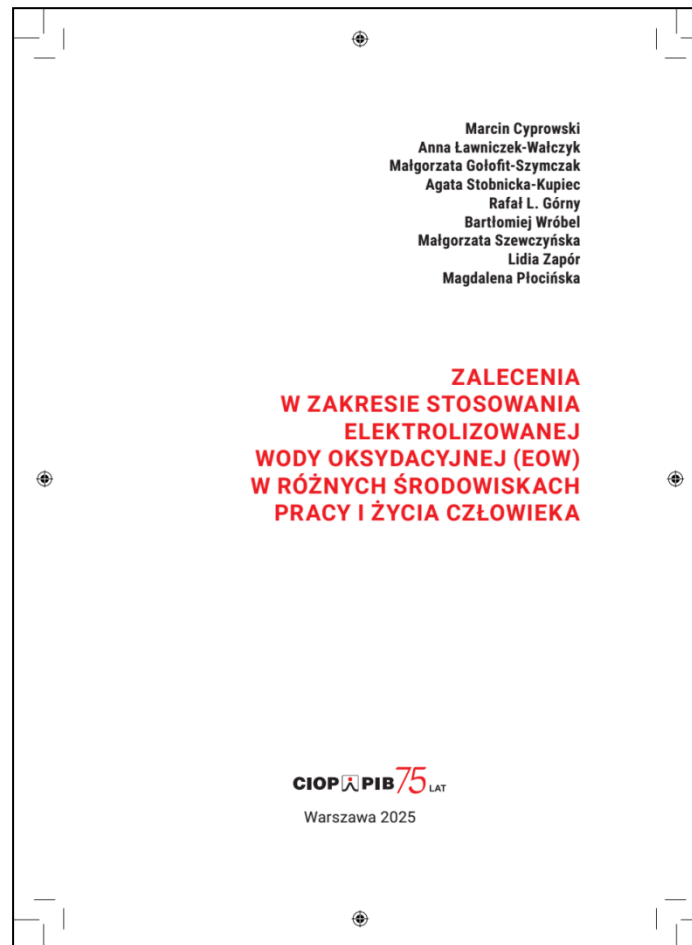 Marcin Cyprowski
Anna Ławniczek-Wałczyk
Małgorzata Gołofit-Szymczak
Agata Stobnicka-Kupiec
Rafał L. Górny
Bartłomiej Wróbel
Małgorzata Szewczyńska
Lidia Zapór
Magdalena Płocińska
ZALECENIA
W ZAKRESIE STOSOWANIA
ELEKTROLIZOWANEJ
WODY OKSYDACYJNEJ (EOW)
W RÓŻNYCH ŚRODOWISKACH
PRACY I ŻYCIA CZŁOWIEKA
CIOP PIB 75 LAT
Warszawa 2025